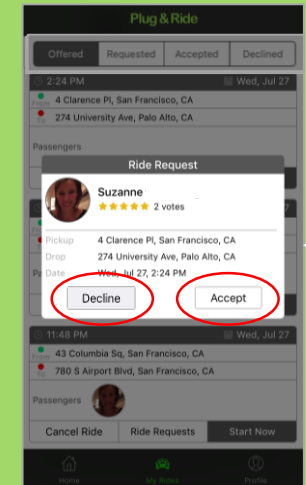 Plug & Ride
Offered Requested Accepted Declined
2:24 PM Wed, Jul 27
From 4 Clarence Pl, San Francisco, CA
To 274 University Ave, Palo Alto, CA
Passengers
Ride Request
Suzanne
2 votes
Pickup 4 Clarence Pl, San Francisco, CA
Drop 274 University Ave, Palo Alto, CA
Date Wed, Jul 27, 2:24 PM
Decline Accept
11:48 PM Wed, Jul 27
From 43 Columbia Sq, San Francisco, CA
To 780 S Airport Blvd, San Francisco, CA
Passengers
Cancel Ride Ride Requests Start Now
Home My Rides Profile